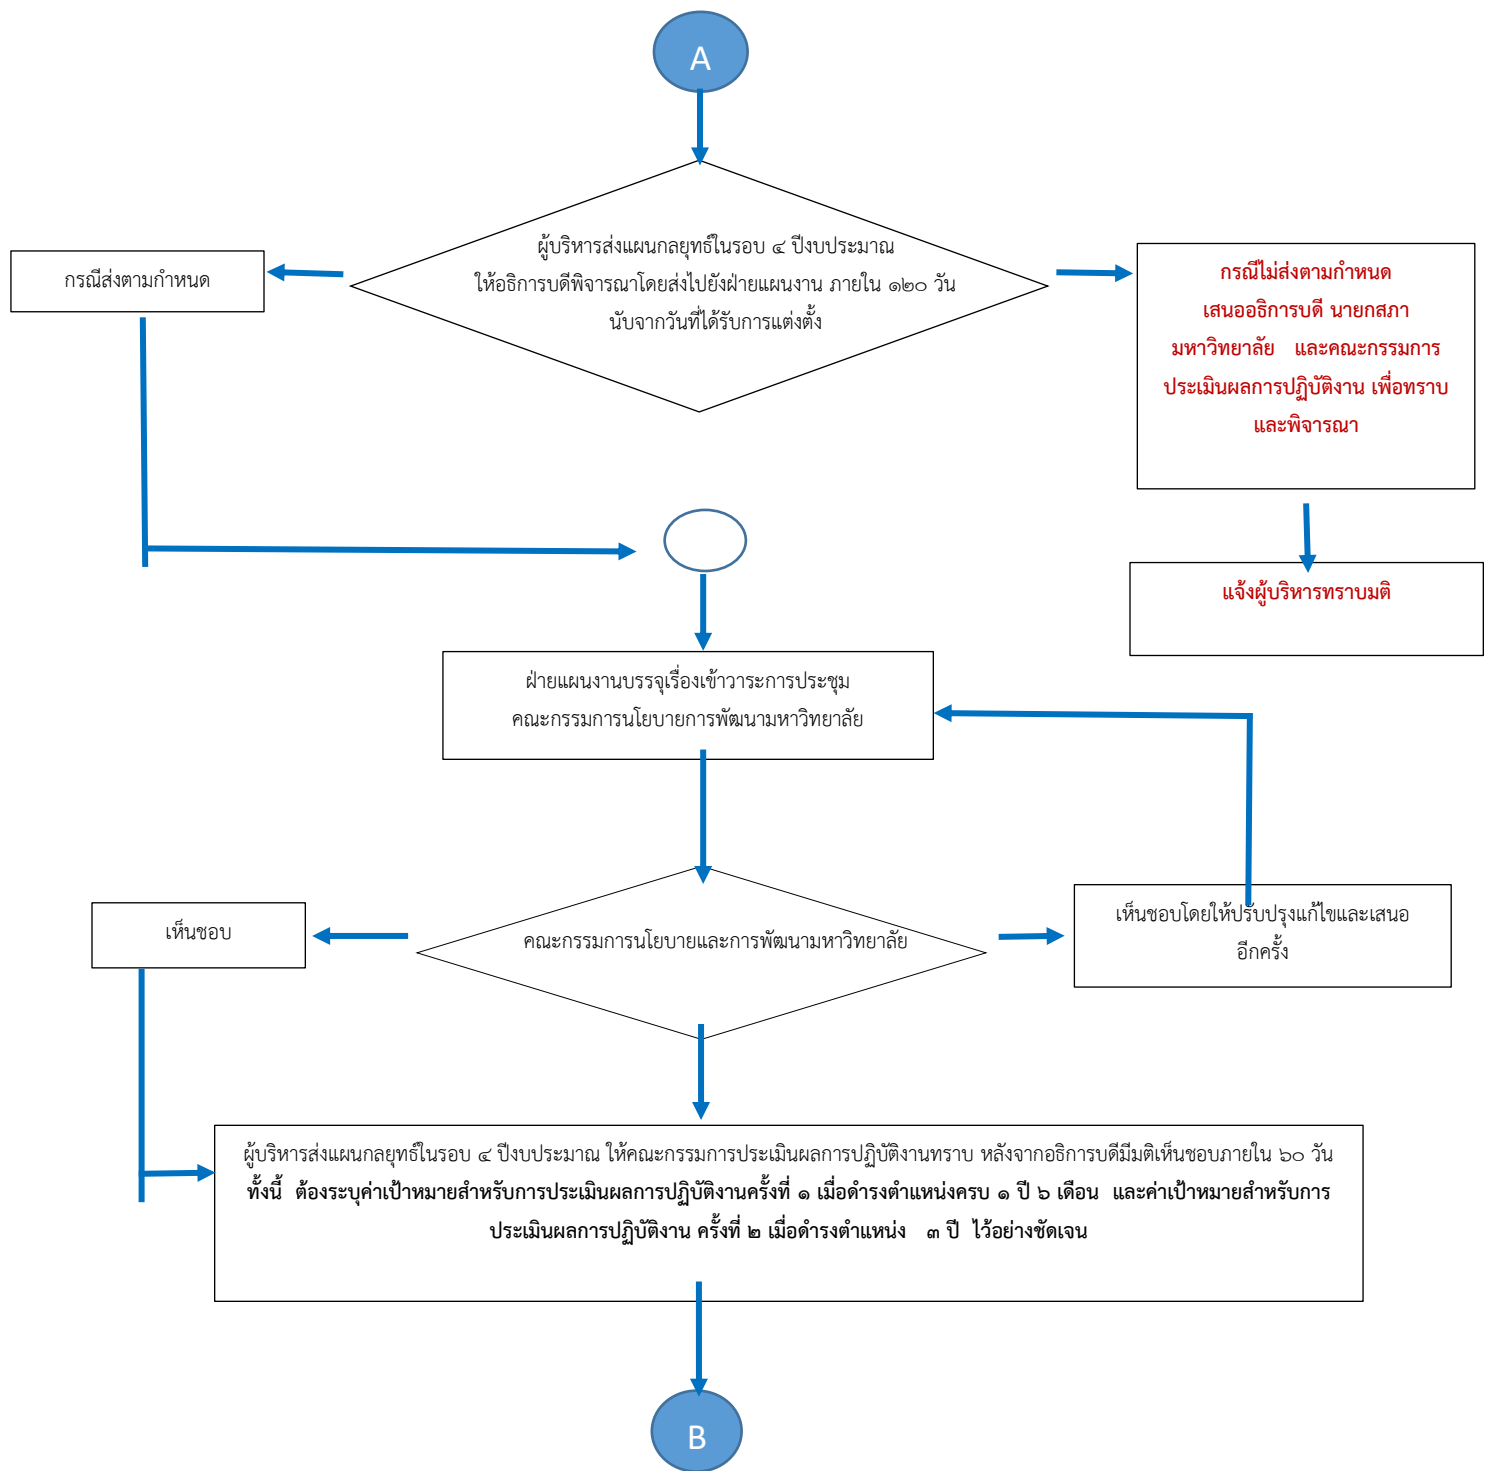 A
ผู้บริหารส่งแผนกลยุทธ์ในรอบ ๔ ปีงบประมาณ
ให้อธิการบดีพิจารณาโดยส่งไปยังฝ่ายแผนงาน ภายใน ๑๒๐ วัน
นับจากวันที่ได้รับการแต่งตั้ง
กรณีส่งตามกำหนด
กรณีไม่ส่งตามกำหนด
เสนออธิการบดี นายกสภา
มหาวิทยาลัย และคณะกรรมการ
ประเมินผลการปฏิบัติงาน เพื่อทราบ
และพิจารณา
แจ้งผู้บริหารทราบมติ
ฝ่ายแผนงานบรรจุเรื่องเข้าวาระการประชุม
คณะกรรมการนโยบายการพัฒนามหาวิทยาลัย
เห็นชอบ
คณะกรรมการนโยบายและการพัฒนามหาวิทยาลัย
เห็นชอบโดยให้ปรับปรุงแก้ไขและเสนอ
อีกครั้ง
ผู้บริหารส่งแผนกลยุทธ์ในรอบ ๔ ปีงบประมาณ ให้คณะกรรมการประเมินผลการปฏิบัติงานทราบ หลังจากอธิการบดีมีมติเห็นชอบภายใน ๖๐ วัน
ทั้งนี้ ต้องระบุค่าเป้าหมายสำหรับการประเมินผลการปฏิบัติงานครั้งที่ ๑ เมื่อดำรงตำแหน่งครบ ๑ ปี ๖ เดือน และค่าเป้าหมายสำหรับการ
ประเมินผลการปฏิบัติงาน ครั้งที่ ๒ เมื่อดำรงตำแหน่ง ๓ ปี ไว้อย่างชัดเจน
B